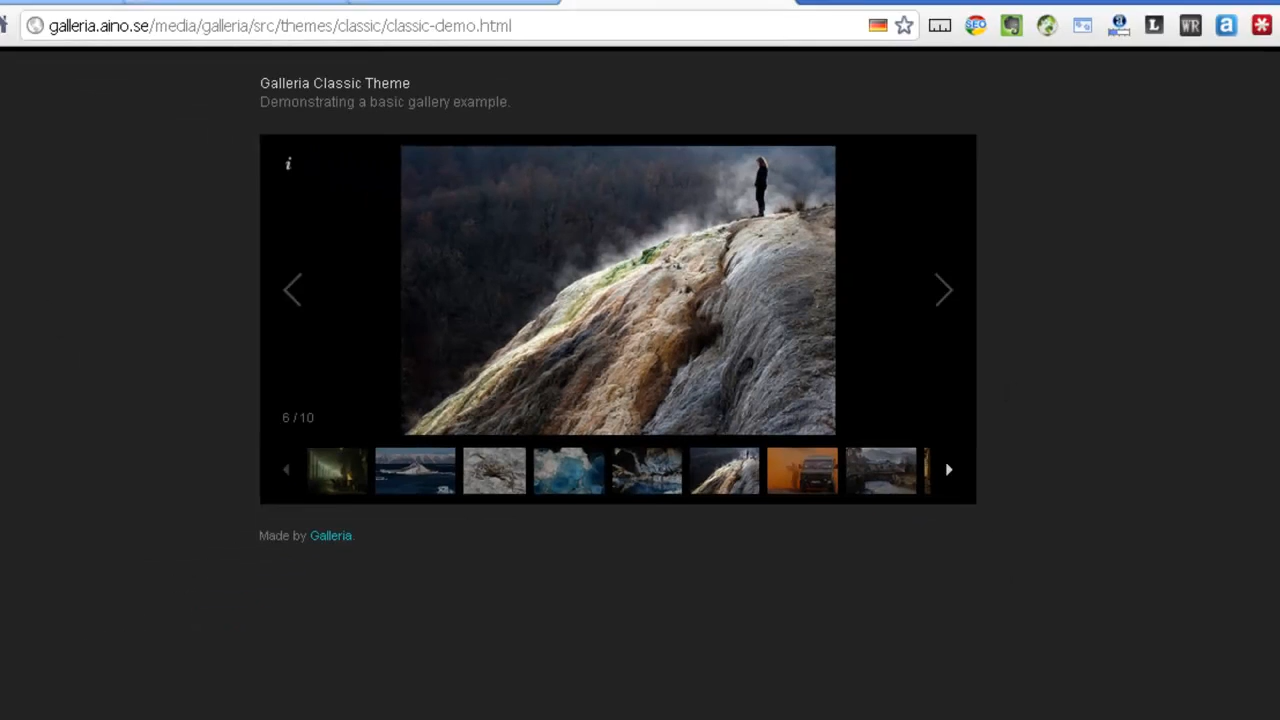 galleria.aino.se/media/galleria/src/themes/classic/classic-demo.html
SEO
a
L
WR
a
Galleria Classic Theme
Demonstrating a basic gallery example.
i
6 / 10
Made by Galleria.